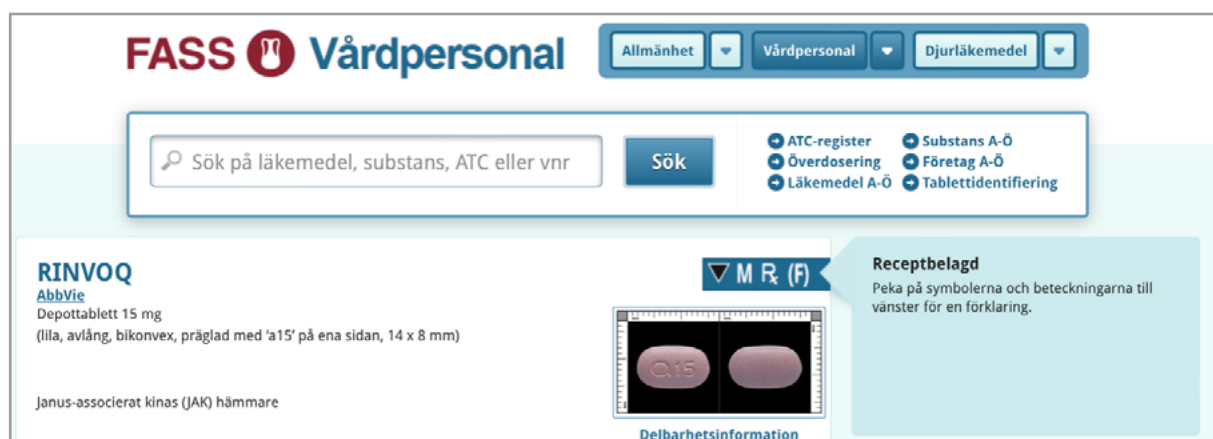 FASS Vårdpersonal
Allmänhet
Vårdpersonal
Djurläkemedel
Sök på läkemedel, substans, ATC eller vnr
Sök
ATC-register
Substans A-Ö
Överdosering
Företag A-Ö
Läkemedel A-Ö
Tablettidentifiering
RINVOQ
AbbVie
Depottablett 15 mg
(lila, avlång, bikonvex, präglad med ‘a15’ på ena sidan, 14 x 8 mm)
Janus-associerat kinas (JAK) hämmare
▼ M ℞ (F)
a15
Delbarhetsinformation
Receptbelagd
Peka på symbolerna och beteckningarna till
vänster för en förklaring.